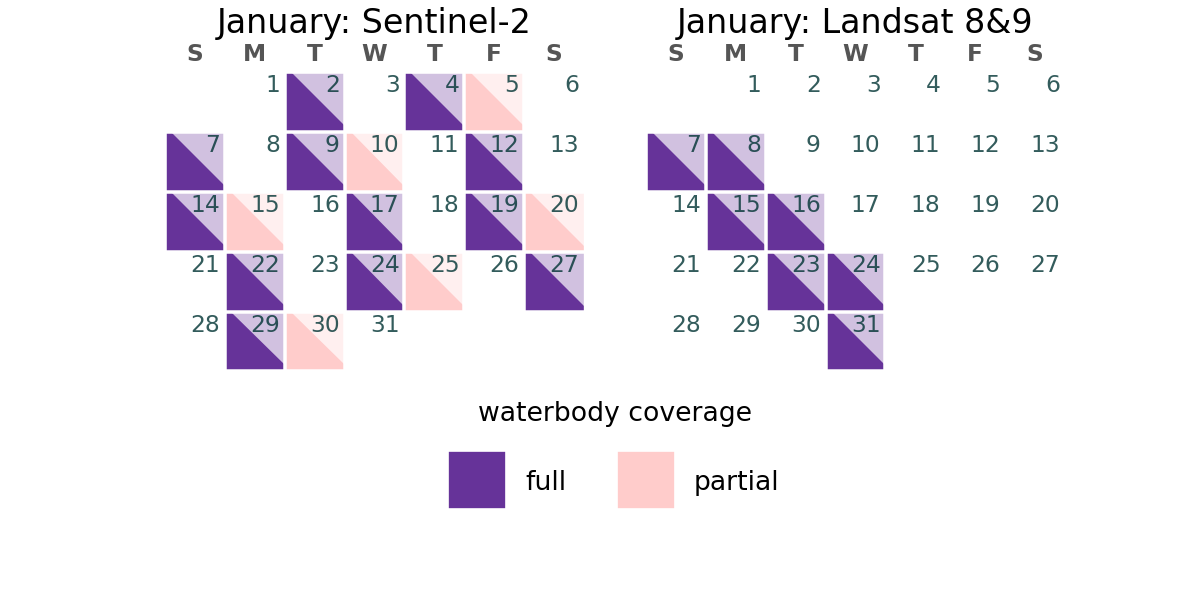 January: Sentinel-2
S M T W T F S
1 2 3 4 5 6
7 8 9 10 11 12 13
14 15 16 17 18 19 20
21 22 23 24 25 26 27
28 29 30 31
January: Landsat 8&9
S M T W T F S
1 2 3 4 5 6
7 8 9 10 11 12 13
14 15 16 17 18 19 20
21 22 23 24 25 26 27
28 29 30 31
waterbody coverage
full partial